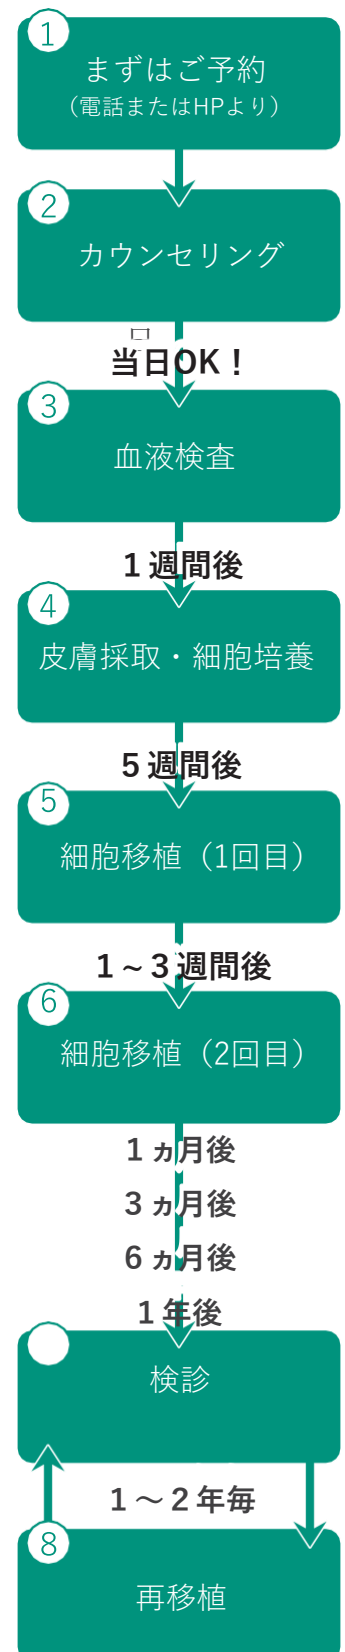 1
まずはご予約
（電話またはHPより）
2
カウンセリング
当日OK！
3
血液検査
1週間後
4
皮膚採取・細胞培養
5週間後
5
細胞移植（1回目）
1～3週間後
6
細胞移植（2回目）
1ヵ月後
3ヵ月後
6ヵ月後
1年後
検診
1～2年毎
8
再移植